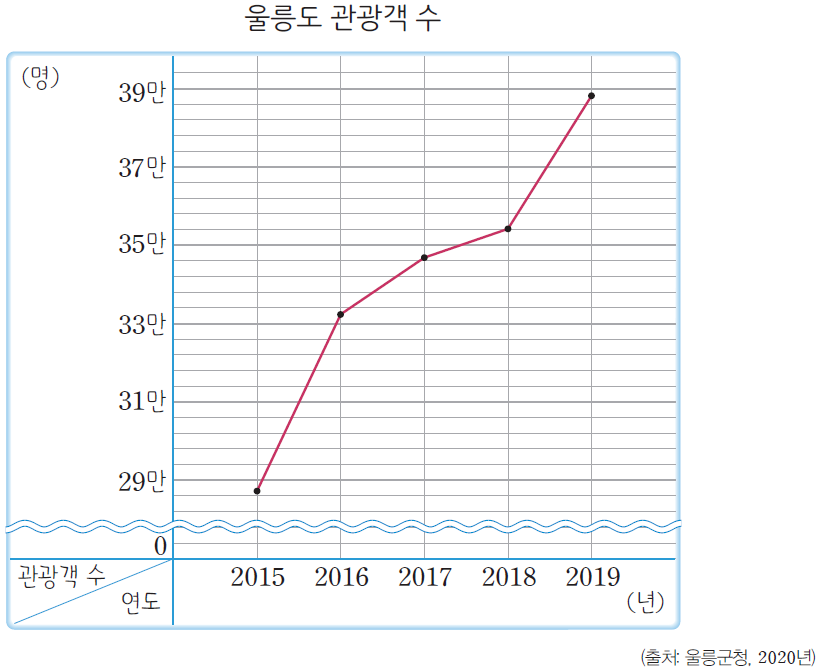 울릉도 관광객 수
(명)
39만
37만
35만
33만
31만
29만
0
관광객 수
연도
2015 2016 2017 2018 2019
(년)
(출처: 울릉군청, 2020년)